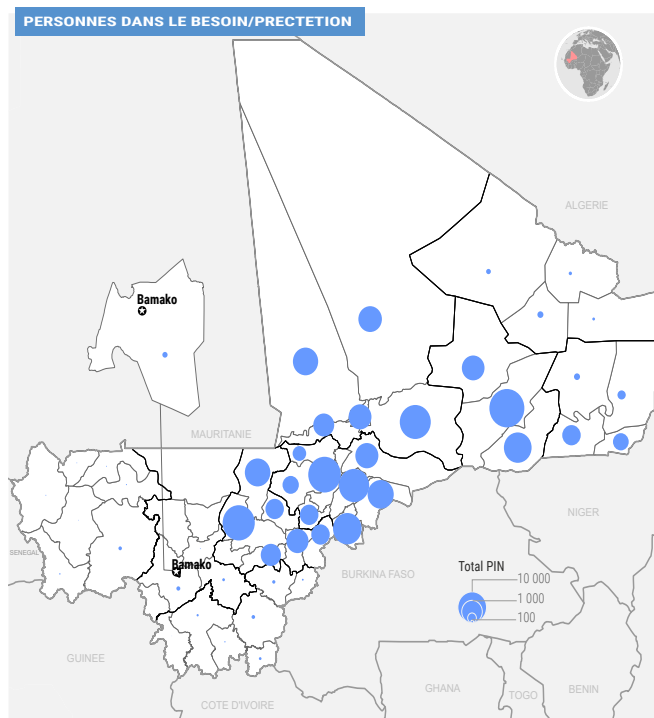 PERSONNES DANS LE BESOIN/PRECTETION
ALGERIE
Bamako
MAURITANIE
NIGER
SENEGAL
Bamako
BURKINA FASO
Total PIN
10 000
1 000
100
GUINEE
GHANA
TOGO
BENIN
COTE D'IVOIRE